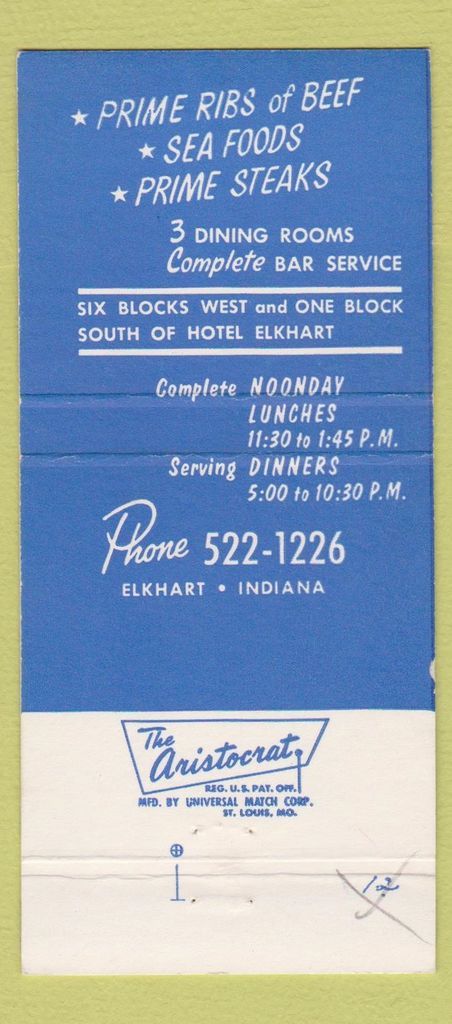 ★ PRIME RIBS of BEEF
★ SEA FOODS
★ PRIME STEAKS
3 DINING ROOMS
Complete BAR SERVICE
SIX BLOCKS WEST and ONE BLOCK
SOUTH OF HOTEL ELKHART
Complete NOONDAY
LUNCHES
11:30 to 1:45 P.M.
Serving DINNERS
5:00 to 10:30 P.M.
Phone 522-1226
ELKHART • INDIANA
The
Aristocrat
REG. U.S. PAT. OFF.
MFD. BY UNIVERSAL MATCH CORP.
ST. LOUIS, MO.
12